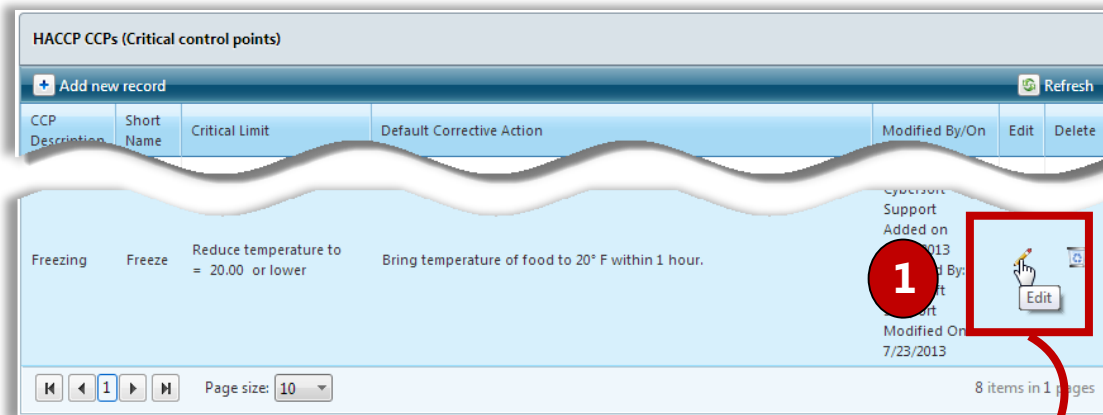 HACCP CCPs (Critical control points)
Add new record Refresh
CCP Description Short Name Critical Limit Default Corrective Action Modified By/On Edit Delete
Cybersoft
Support
Added on
2013
Freezing Freeze Reduce temperature to
= 20.00 or lower
Bring temperature of food to 20° F within 1 hour.
By:
1
Edit
Modified On
7/23/2013
1 Page size: 10 8 items in 1 pages